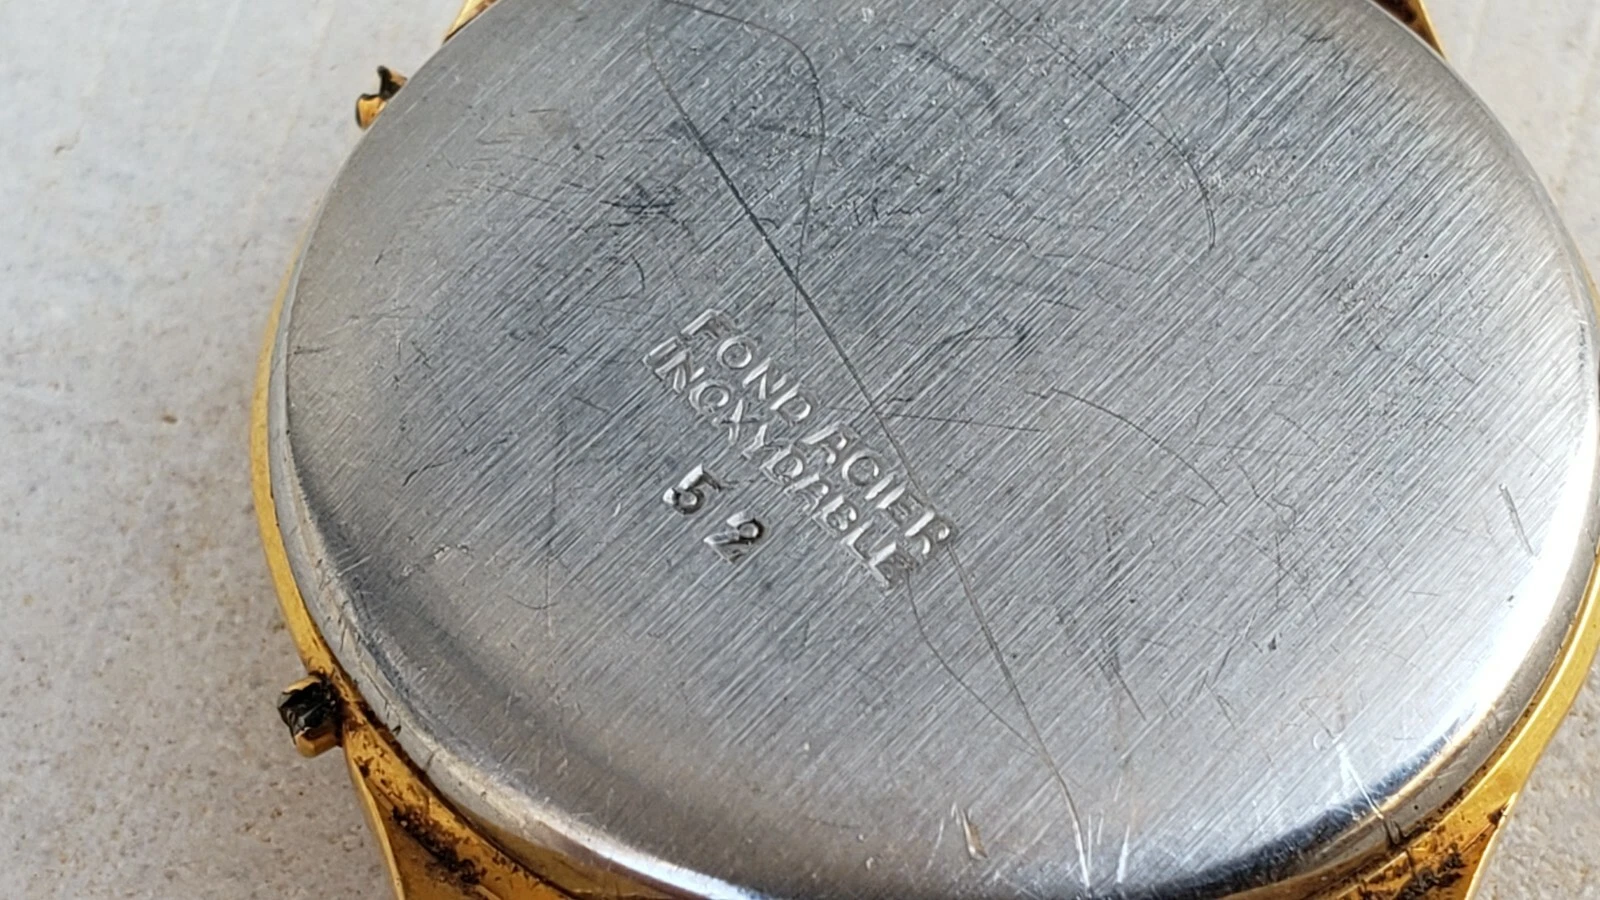 FOND ACIER
INOXYDABLE
52